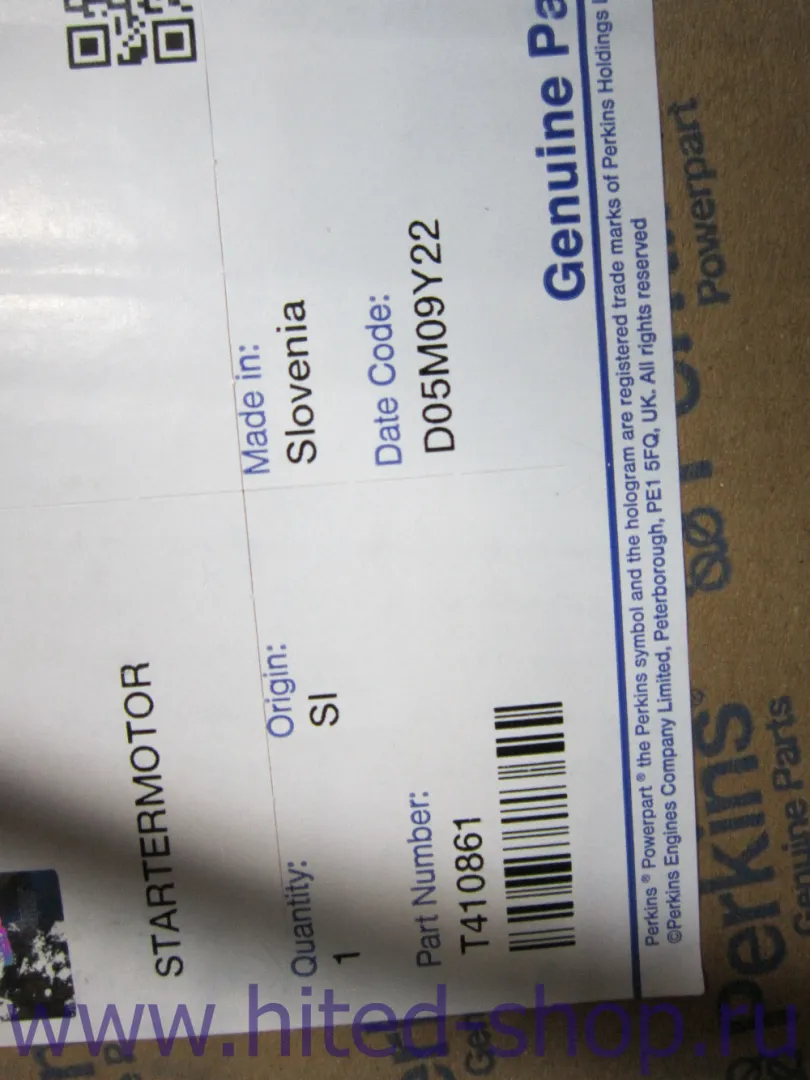 STARTERMOTOR
Quantity:
1
Origin:
SI
Made in:
Slovenia
Part Number:
T410861
Date Code:
D05M09Y22
Genuine Pa
Perkins ® Powerpart ® the Perkins symbol and the hologram are registered trade marks of Perkins Holdings
©Perkins Engines Company Limited, Peterborough, PE1 5FQ, UK. All rights reserved
Powerpart
Perkins®
Genuine Parts
Gen
www.hited-shop.ru